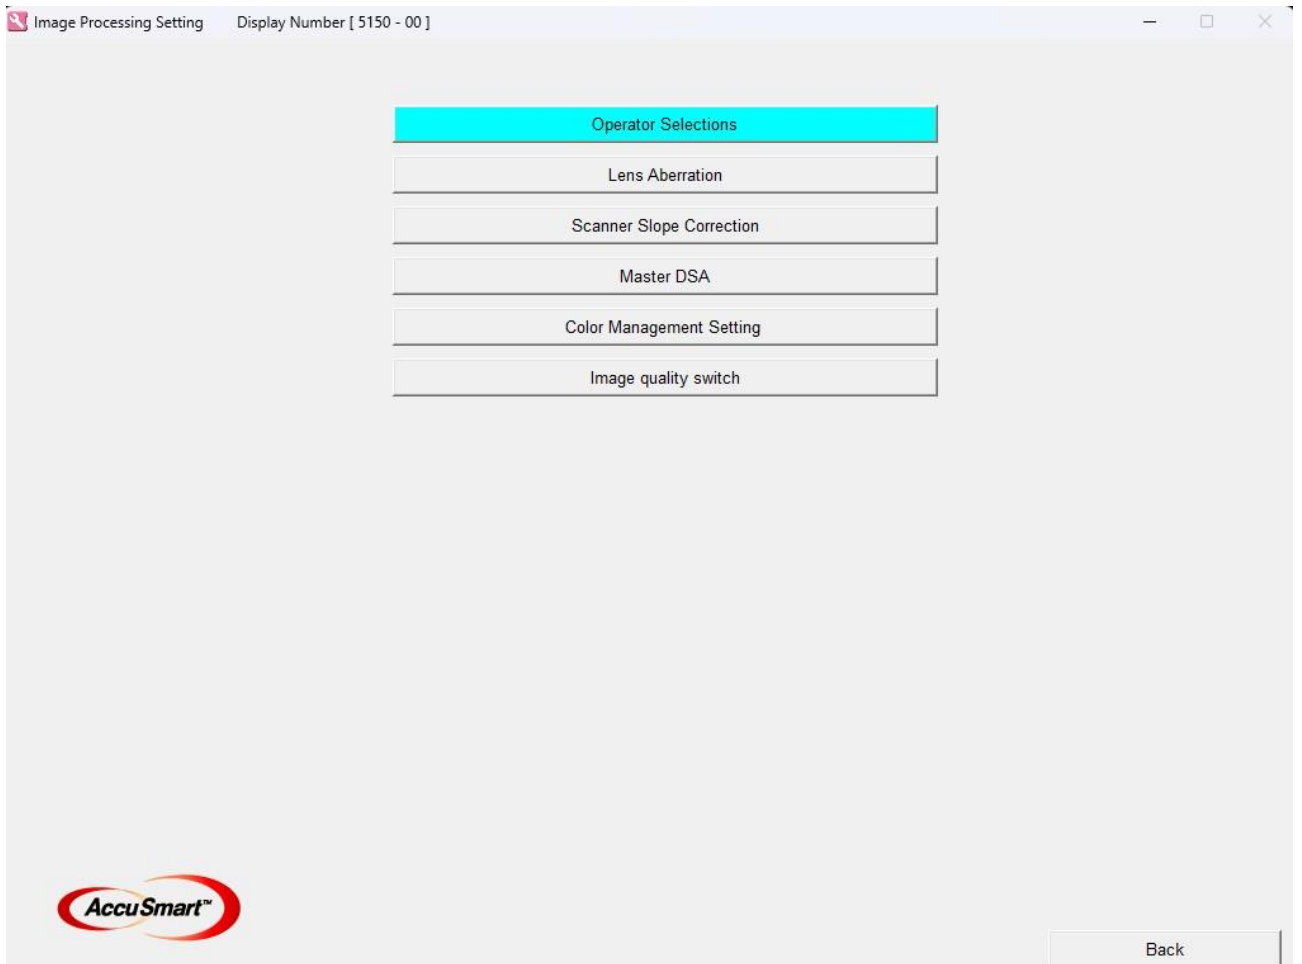 Image Processing Setting Display Number [ 5150 - 00 ]
Operator Selections
Lens Aberration
Scanner Slope Correction
Master DSA
Color Management Setting
Image quality switch
AccuSmart™
Back